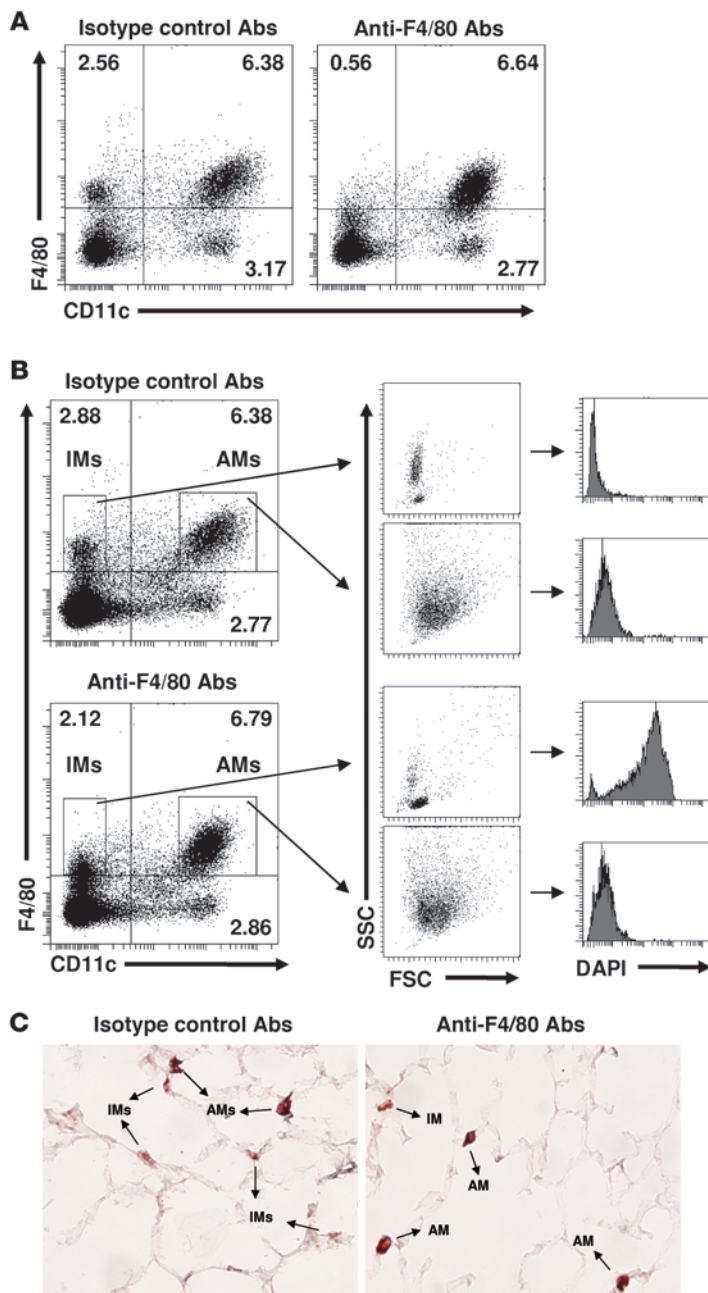 A
Isotype control Abs
Anti-F4/80 Abs
2.56
6.38
0.56
6.64
3.17
2.77
F4/80
CD11c
B
Isotype control Abs
2.88
6.38
IMs
AMs
2.77
Anti-F4/80 Abs
2.12
6.79
IMs
AMs
2.86
F4/80
CD11c
SSC
FSC
DAPI
C
Isotype control Abs
Anti-F4/80 Abs
IMs
AMs
IMs
IM
AM
AM
AM